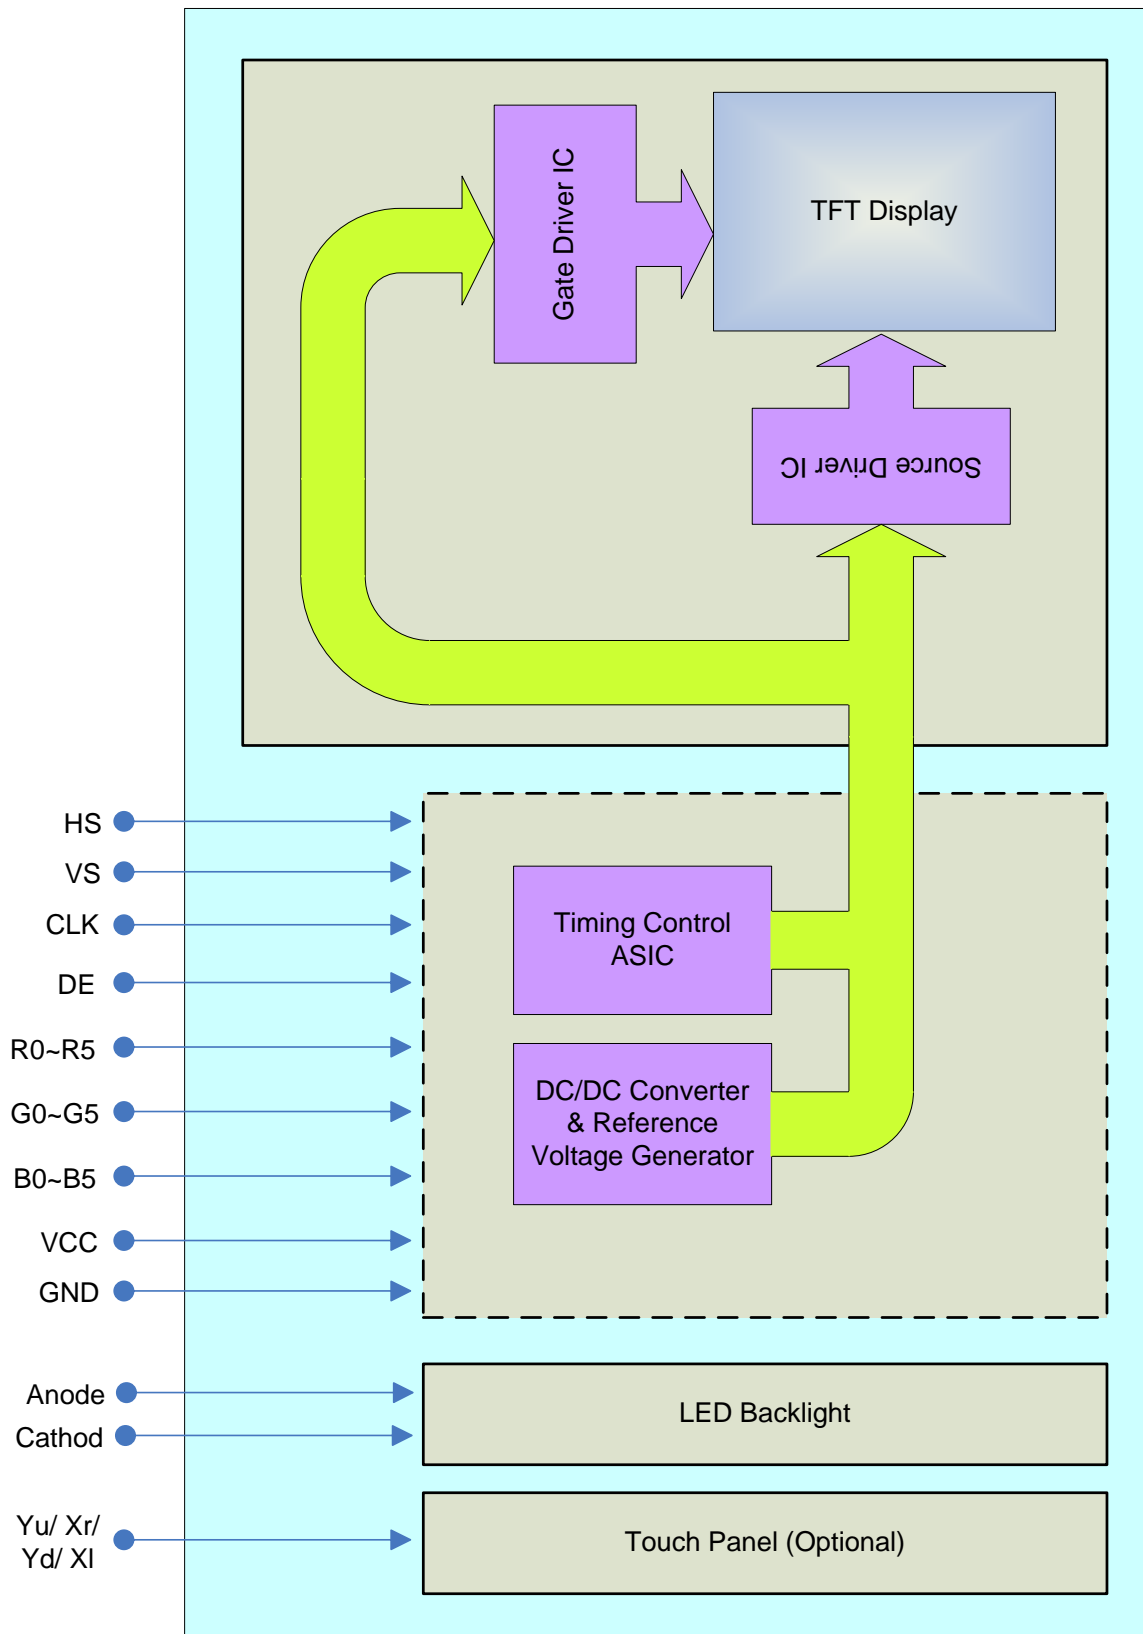 Gate Driver IC
TFT Display
Source Driver IC
HS
VS
CLK
DE
R0~R5
G0~G5
B0~B5
VCC
GND
Timing Control
ASIC
DC/DC Converter
& Reference
Voltage Generator
Anode
Cathod
LED Backlight
Yu/ Xr/
Yd/ Xl
Touch Panel (Optional)